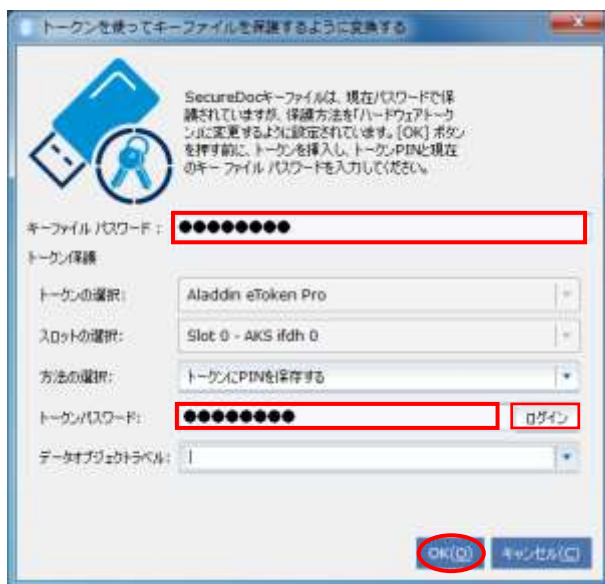 トークンを使ってキーファイルを保護するように変換する
SecureDocキーファイルは、現在パスワードで保
護されていますが、保護方法を「ハードウェアトーク
ン」に変更するように設定されています。[OK] ボタン
を押す前に、トークンを挿入し、トークンPINと現在
のキー ファイル パスワードを入力してください。
キーファイル パスワード : ●●●●●●●●
トークン保護
トークンの選択: Aladdin eToken Pro
スロットの選択: Slot 0 - AKS ifdh 0
方法の選択: トークンにPINを保存する
トークンパスワード: ●●●●●●●● ログイン
データオブジェクトラベル:
OK(O) キャンセル(C)